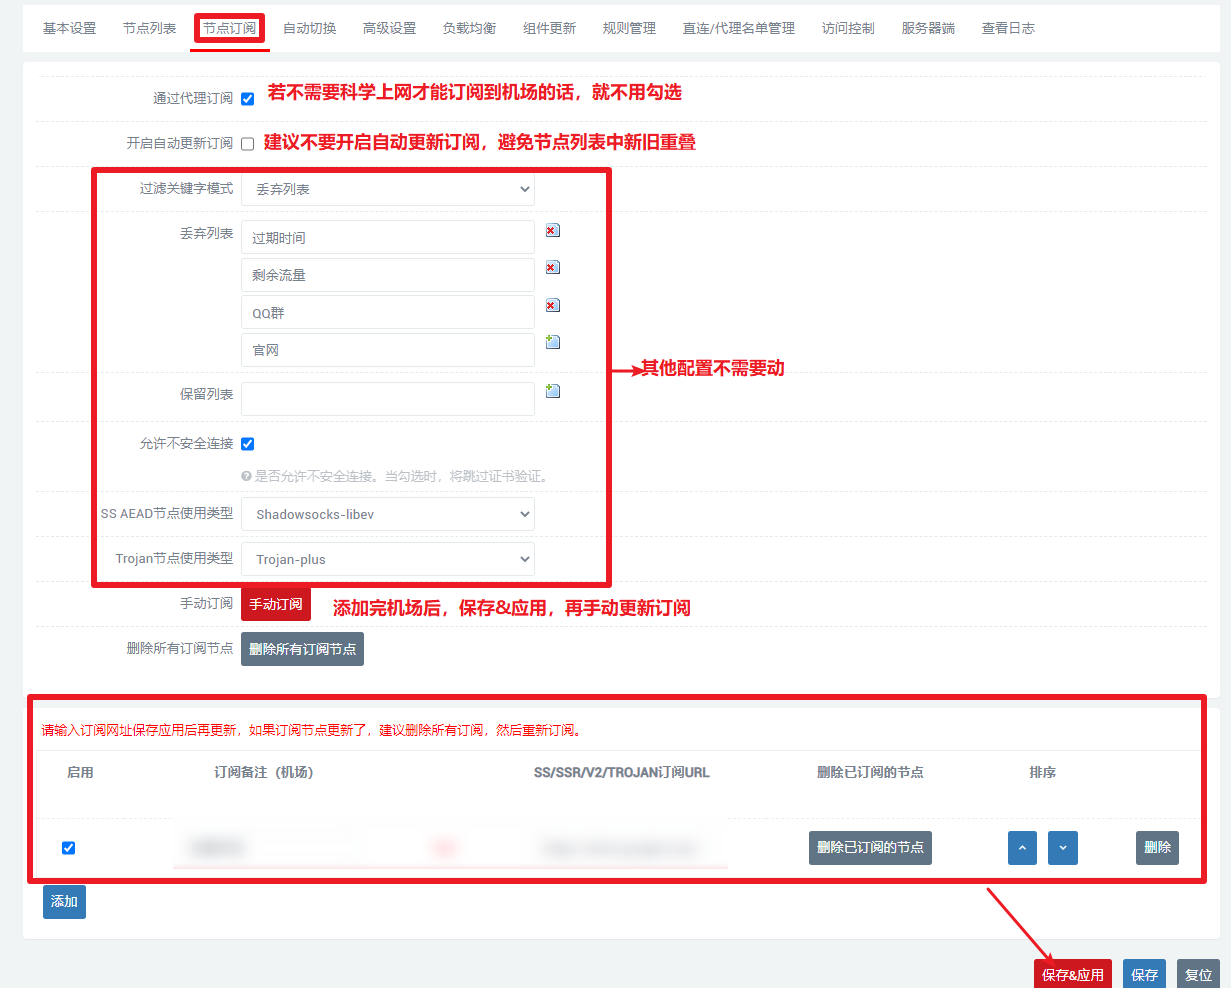 基本设置 节点列表 节点订阅 自动切换 高级设置 负载均衡 组件更新 规则管理 直连/代理名单管理 访问控制 服务器端 查看日志
通过代理订阅 若不需要科学上网才能订阅到机场的话，就不用勾选
开启自动更新订阅 建议不要开启自动更新订阅，避免节点列表中新旧重叠
过滤关键字模式 丢弃列表
丢弃列表 过期时间
剩余流量
QQ群
官网
其他配置不需要动
保留列表
允许不安全连接
是否允许不安全连接。当勾选时，将跳过证书验证。
SS AEAD节点使用类型 Shadowsocks-libev
Trojan节点使用类型 Trojan-plus
手动订阅 手动订阅 添加完机场后，保存&应用，再手动更新订阅
删除所有订阅节点 删除所有订阅节点
请输入订阅网址保存应用后再更新，如果订阅节点更新了，建议删除所有订阅，然后重新订阅。
启用 订阅备注（机场） SS/SSR/V2/TROJAN订阅URL 删除已订阅的节点 排序
删除已订阅的节点 删除
添加
保存&应用 保存 复位